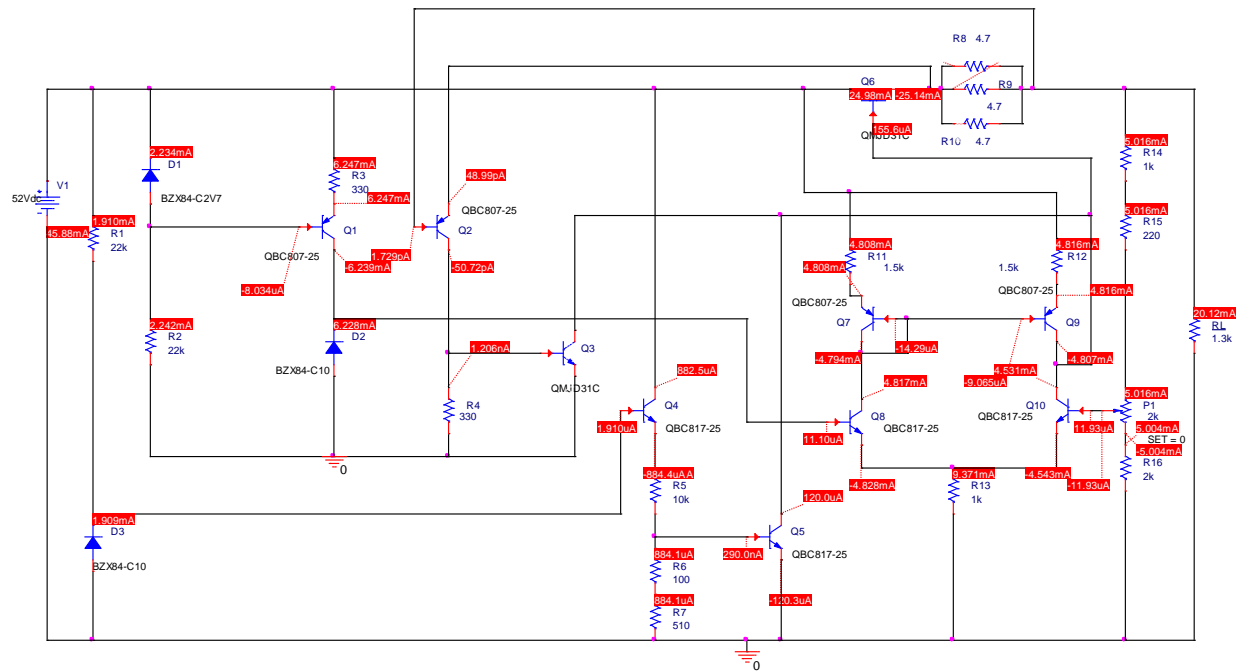 R8 4.7
Q6
24.98mA
-25.14mA
R9
4.7
155.6uA
QMJD31C
R10 4.7
5.016mA
R14
1k
2.234mA
D1
BZX84-C2V7
6.247mA
R3
330
48.99pA
V1
52Vdc
6.247mA
QBC807-25
1.910mA
R1
22k
45.88mA
Q1
Q2
5.016mA
R15
220
QBC807-25
1.729pA
-6.239mA
-50.72pA
4.808mA
R11
1.5k
4.808mA
4.816mA
R12
1.5k
-8.034uA
QBC807-25
QBC807-25
4.816mA
2.242mA
R2
22k
6.228mA
D2
BZX84-C10
1.206nA
Q3
QMJD31C
Q7
-14.29uA
Q9
20.12mA
RL
1.3k
-4.794mA
-4.807mA
882.5uA
4.817mA
4.531mA
-9.065uA
R4
330
Q4
1.910uA
QBC817-25
Q8
11.10uA
QBC817-25
Q10
QBC817-25
11.93uA
5.016mA
P1
2k
5.004mA
SET = 0
-5.004mA
0
-884.4uA
R5
10k
-4.828mA
9.371mA
R13
1k
-4.543mA
-11.93uA
R16
2k
1.909mA
D3
BZX84-C10
120.0uA
Q5
290.0nA
QBC817-25
884.1uA
R6
100
-120.3uA
884.1uA
R7
510
0